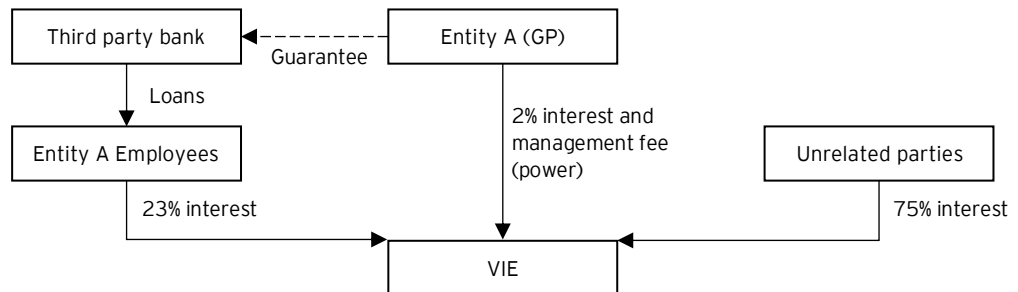 Third party bank
Entity A (GP)
Guarantee
Loans
2% interest and
management fee
(power)
Entity A Employees
Unrelated parties
23% interest
75% interest
VIE